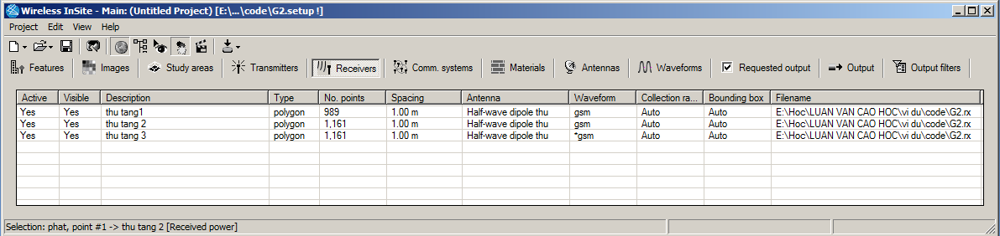 Wireless InSite - Main: (Untitled Project) [E:\...\code\G2.setup !]
Project Edit View Help
Features Images Study areas Transmitters Receivers Comm. systems Materials Antennas Waveforms Requested output Output Output filters
Active Visible Description Type No. points Spacing Antenna Waveform Collection ra... Bounding box Filename
Yes Yes thu tang1 polygon 989 1.00 m Half-wave dipole thu gsm Auto Auto E:\Hoc\LUAN VAN CAO HOC\vi du\code\G2.rx
Yes Yes thu tang 2 polygon 1,161 1.00 m Half-wave dipole thu gsm Auto Auto E:\Hoc\LUAN VAN CAO HOC\vi du\code\G2.rx
Yes Yes thu tang 3 polygon 1,161 1.00 m Half-wave dipole thu *gsm Auto Auto E:\Hoc\LUAN VAN CAO HOC\vi du\code\G2.rx
Selection: phat, point #1 -> thu tang 2 [Received power]